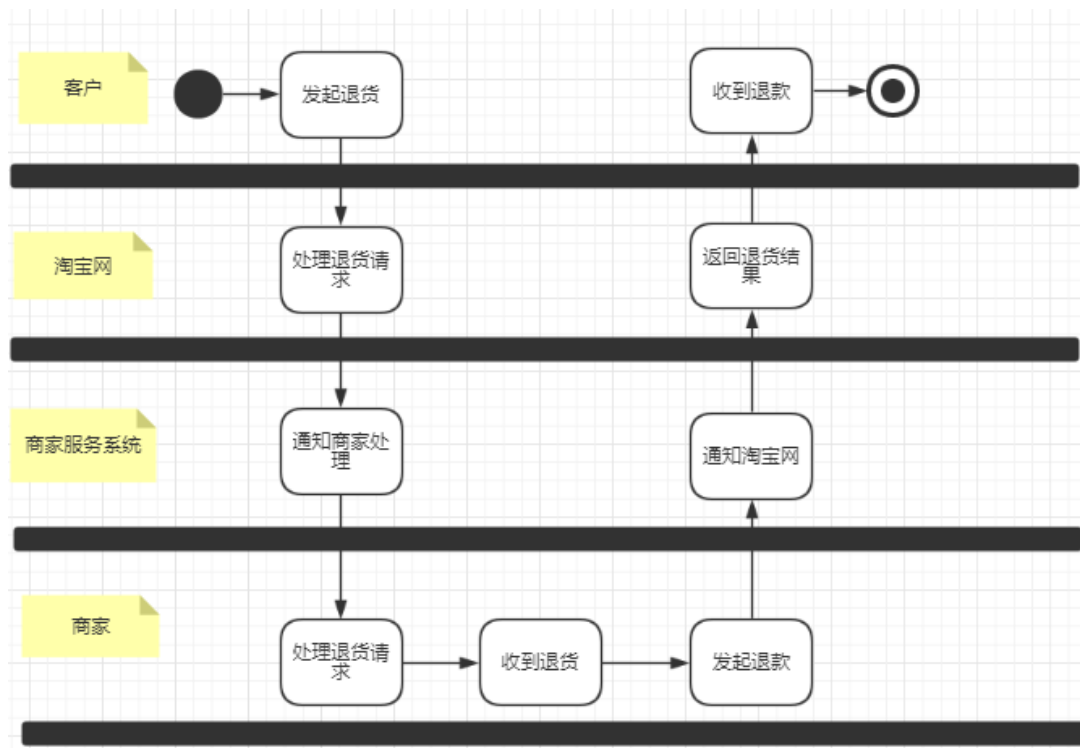 客户
发起退货
收到退款
淘宝网
处理退货请
求
返回退货结
果
商家服务系统
通知商家处
理
通知淘宝网
商家
处理退货请
求
收到退货
发起退款